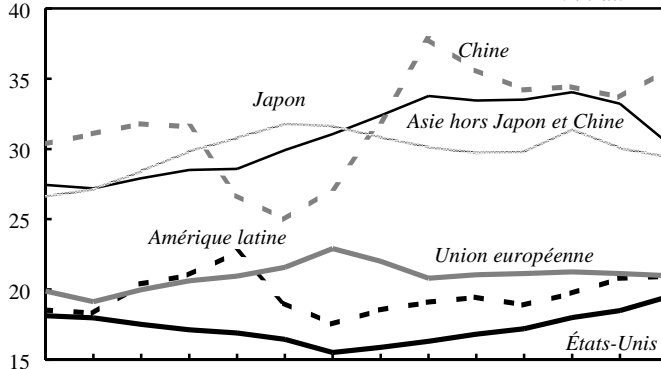 40
Chine
35
Japon
Asie hors Japon et Chine
30
25
Amérique latine
Union européenne
20
États-Unis
15